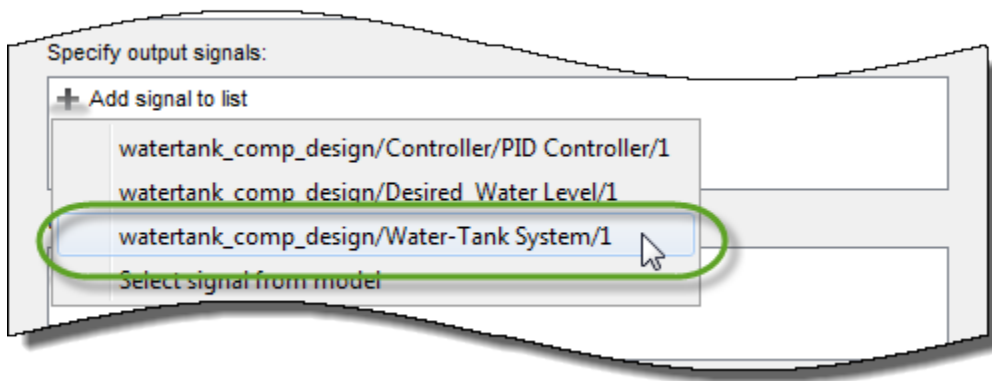 Specify output signals:
Add signal to list
watertank_comp_design/Controller/PID Controller/1
watertank_comp_design/Desired Water Level/1
watertank_comp_design/Water-Tank System/1
Select signal from model